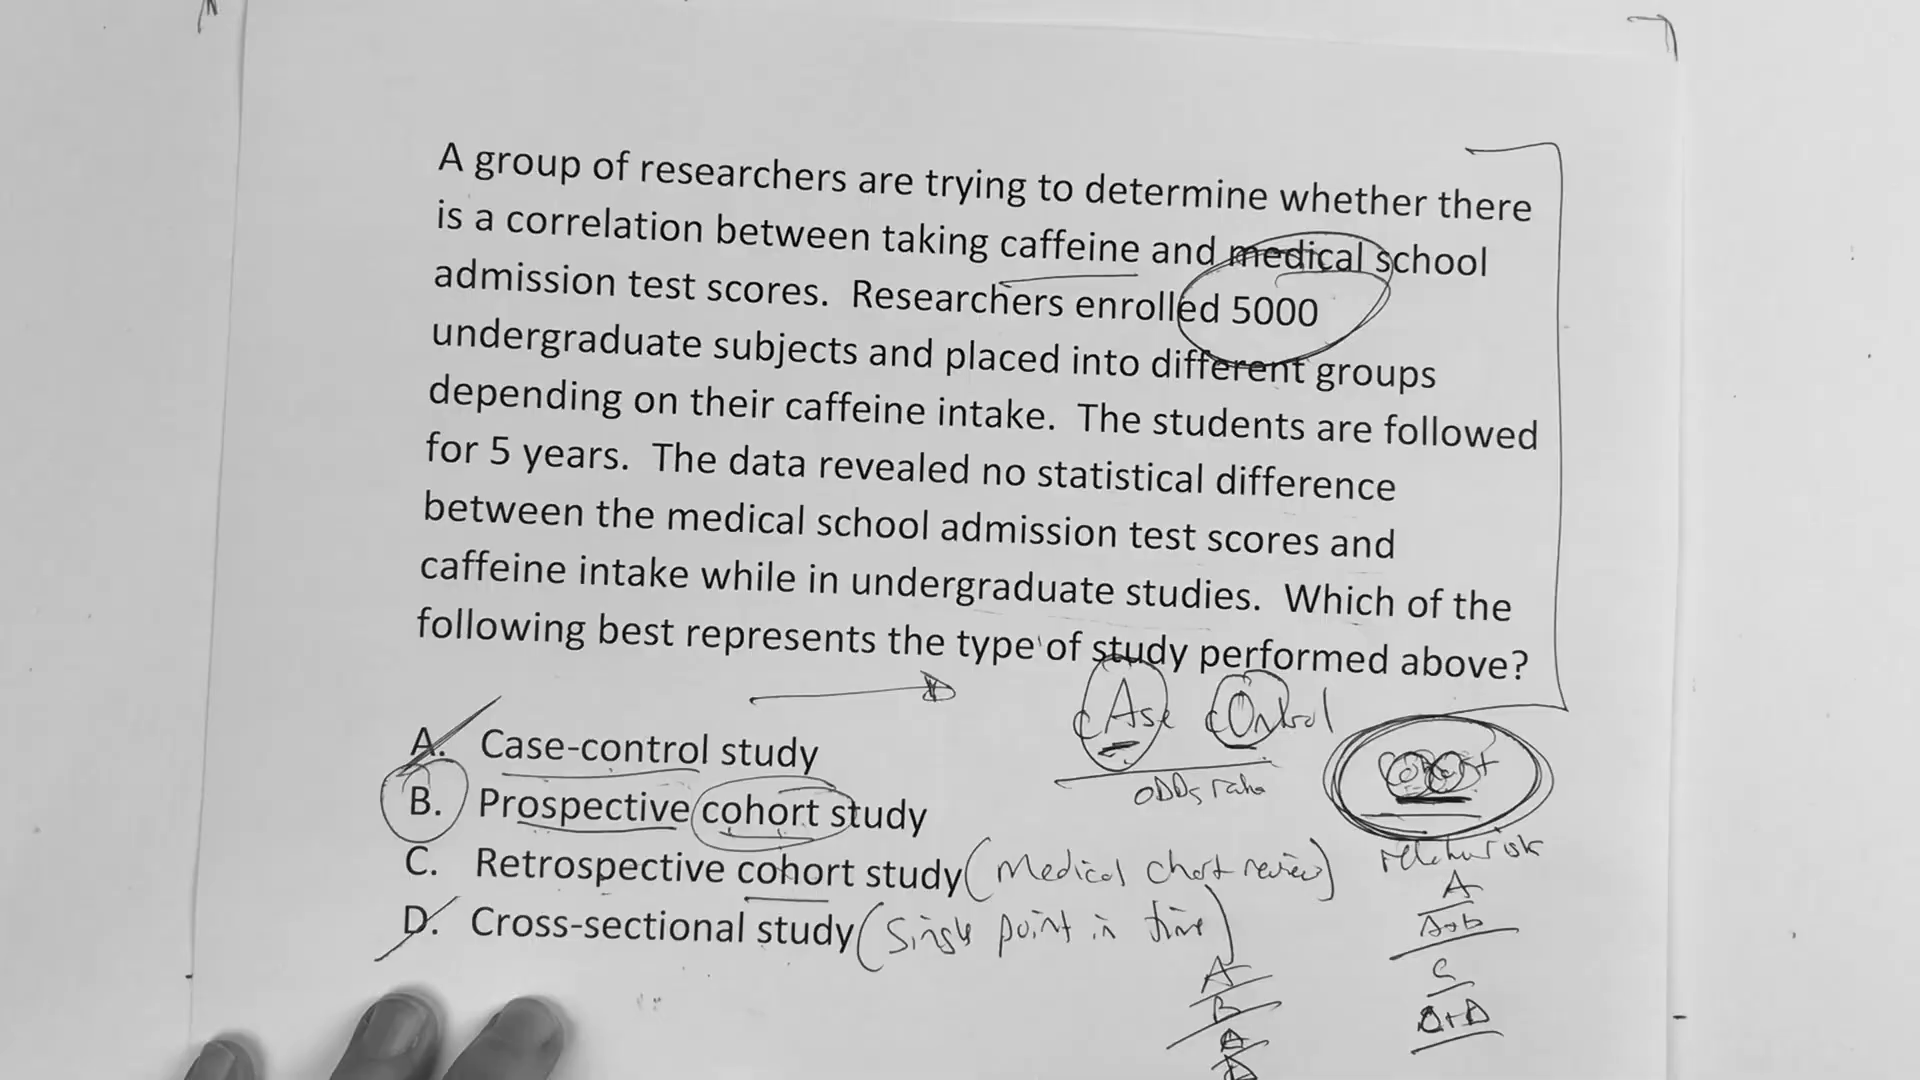 A group of researchers are trying to determine whether there
is a correlation between taking caffeine and medical school
admission test scores. Researchers enrolled 5000
undergraduate subjects and placed into different groups
depending on their caffeine intake. The students are followed
for 5 years. The data revealed no statistical difference
between the medical school admission test scores and
caffeine intake while in undergraduate studies. Which of the
following best represents the type of study performed above?
cAse cOntrol
ODDs ratio
A. Case-control study
B. Prospective cohort study
cohort
C. Retrospective cohort study (Medical chart review)
relative risk
D. Cross-sectional study (Single point in time)
A
A+b
C
A
B